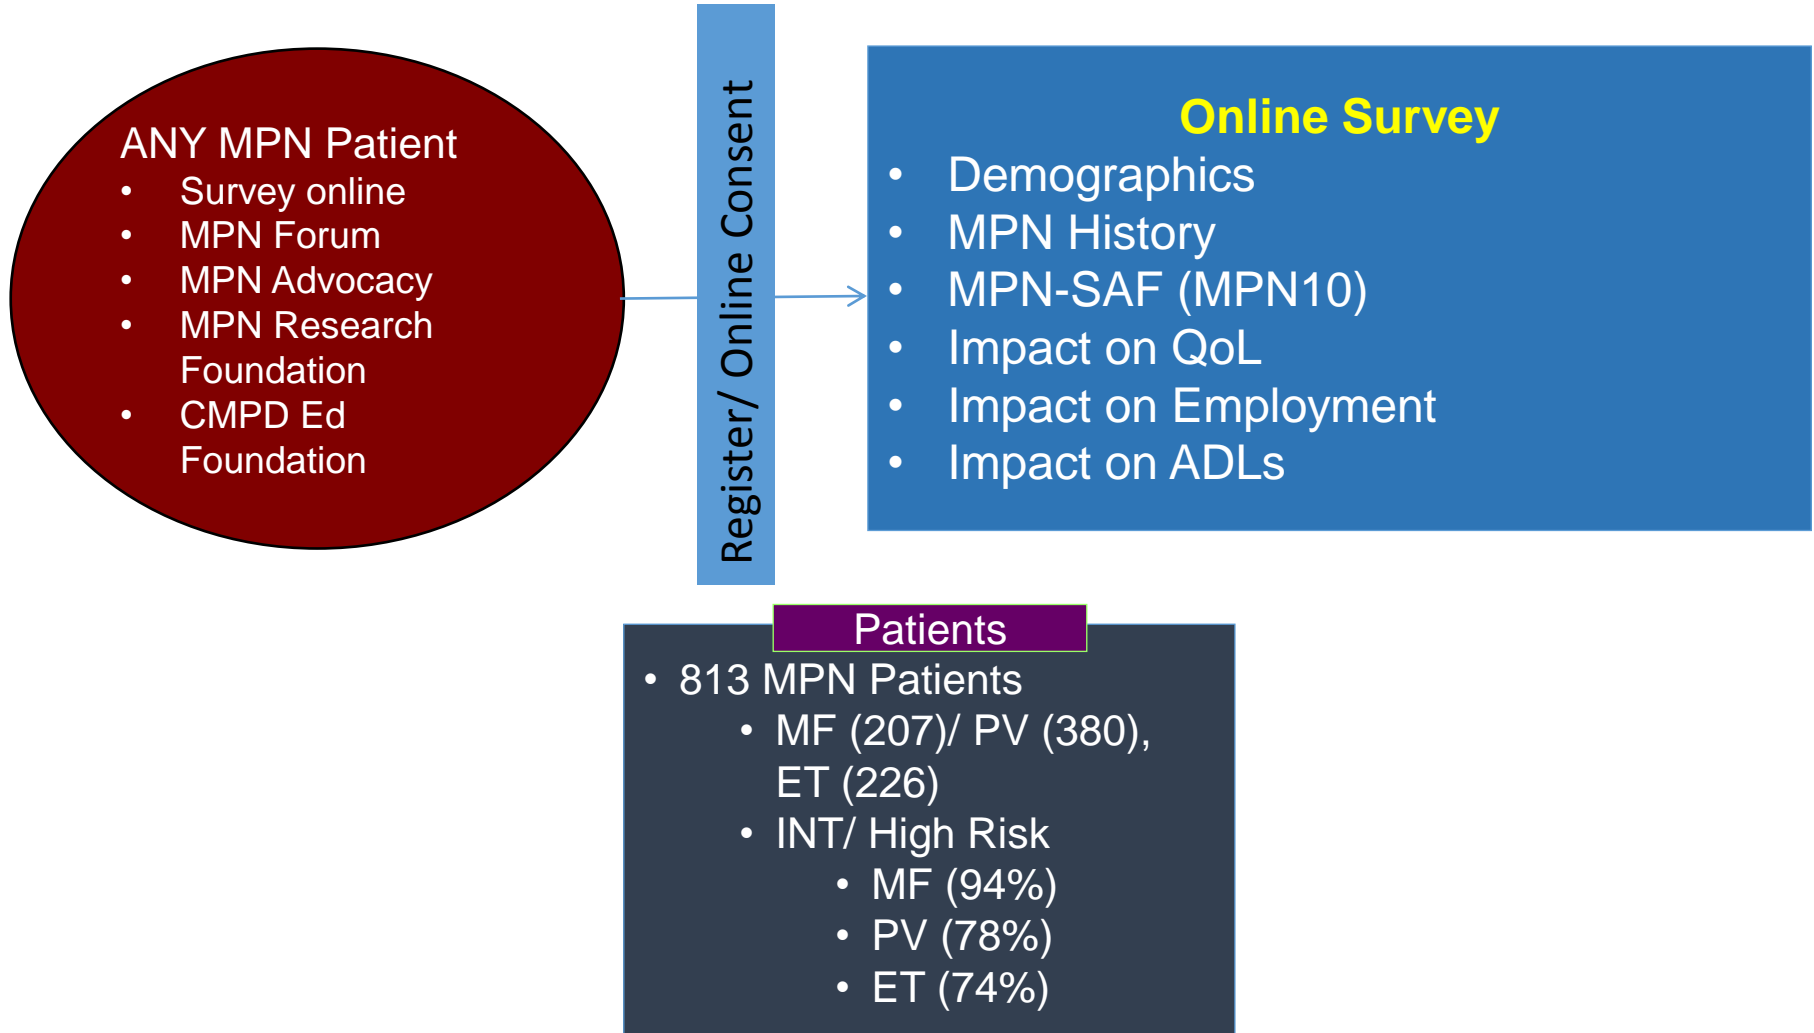 ANY MPN Patient
• Survey online
• MPN Forum
• MPN Advocacy
• MPN Research
Foundation
• CMPD Ed
Foundation
Register/ Online Consent
Online Survey
• Demographics
• MPN History
• MPN-SAF (MPN10)
• Impact on QoL
• Impact on Employment
• Impact on ADLs
Patients
• 813 MPN Patients
• MF (207)/ PV (380),
ET (226)
• INT/ High Risk
• MF (94%)
• PV (78%)
• ET (74%)